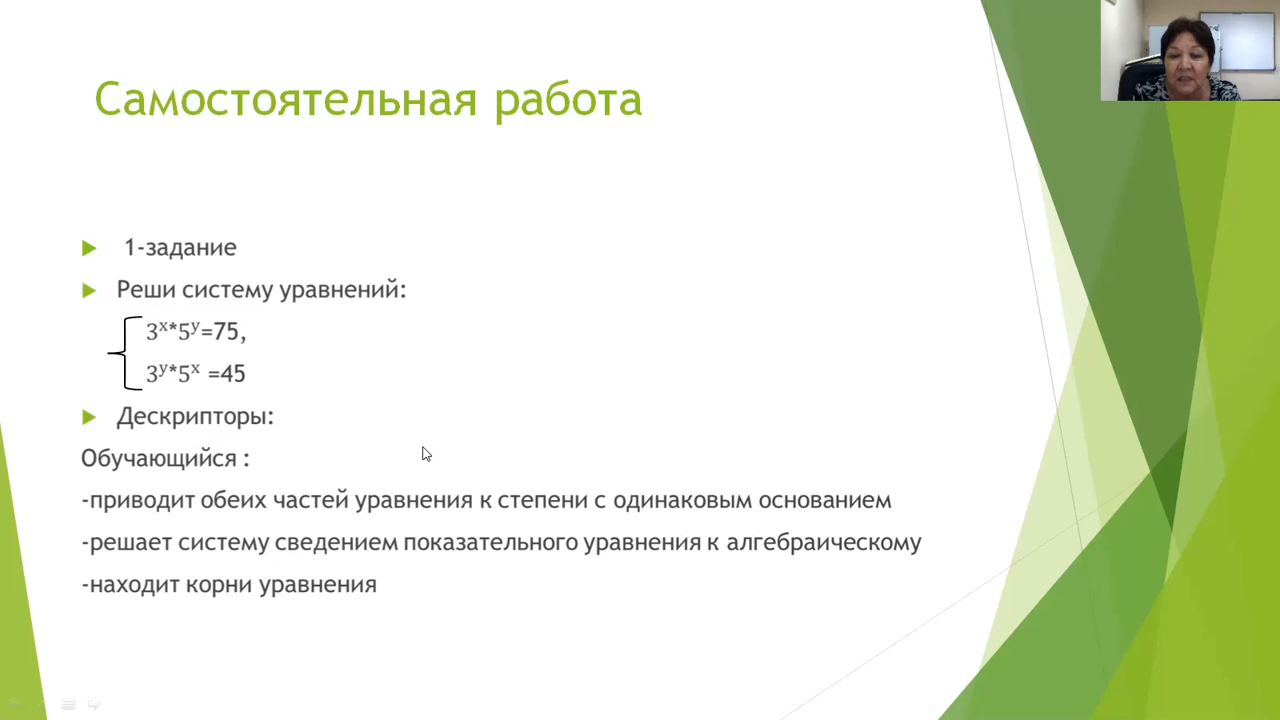 Самостоятельная работа
1-задание
Реши систему уравнений:
3ˣ*5ʸ=75,
3ʸ*5ˣ =45
Дескрипторы:
Обучающийся :
-приводит обеих частей уравнения к степени с одинаковым основанием
-решает систему сведением показательного уравнения к алгебраическому
-находит корни уравнения